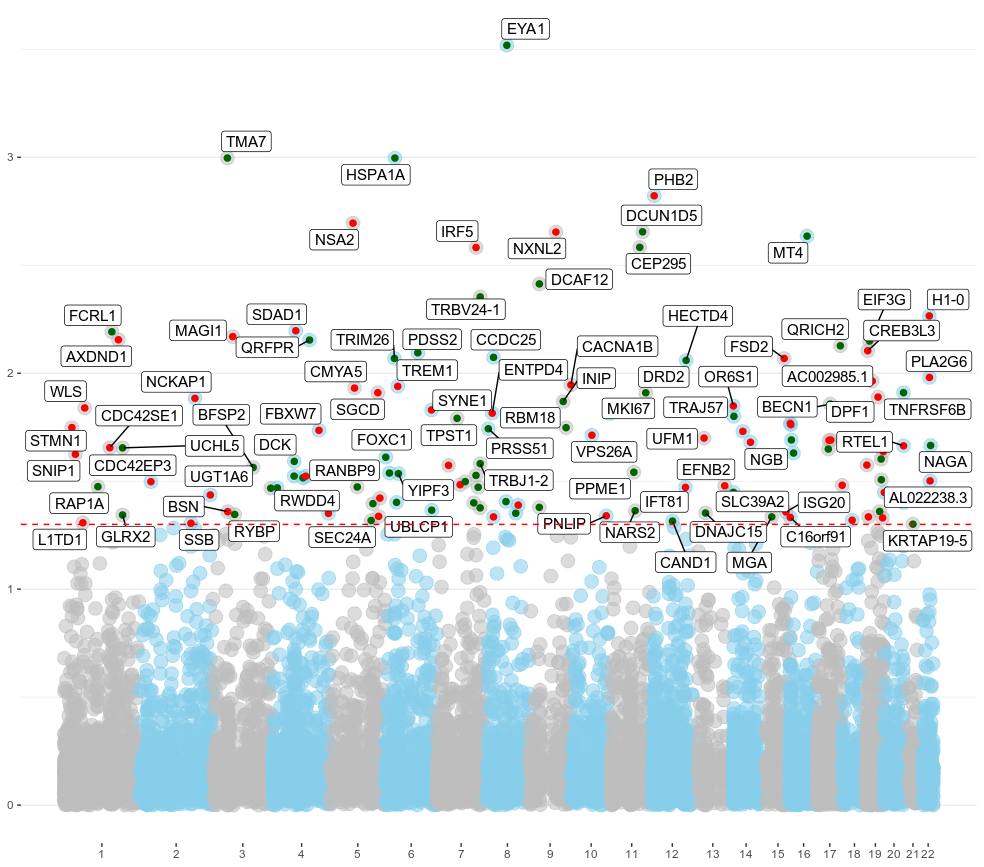 EYA1
TMA7
3
HSPA1A
PHB2
DCUN1D5
NSA2
IRF5
NXNL2
MT4
CEP295
DCAF12
TRBV24-1
EIF3G
H1-0
FCRL1
SDAD1
HECTD4
MAGI1
QRICH2
CREB3L3
TRIM26
PDSS2
CCDC25
QRFPR
CACNA1B
FSD2
AXDND1
PLA2G6
2
CMYA5
TREM1
ENTPD4
INIP
DRD2
OR6S1
AC002985.1
NCKAP1
WLS
SYNE1
SGCD
MKI67
TRAJ57
BECN1
DPF1
TNFRSF6B
CDC42SE1
BFSP2
FBXW7
RBM18
TPST1
STMN1
UCHL5
DCK
FOXC1
PRSS51
VPS26A
UFM1
RTEL1
NGB
NAGA
SNIP1
CDC42EP3
UGT1A6
RANBP9
EFNB2
TRBJ1-2
PPME1
YIPF3
RAP1A
BSN
RWDD4
IFT81
SLC39A2
ISG20
AL022238.3
L1TD1
GLRX2
SSB
RYBP
SEC24A
UBLCP1
PNLIP
NARS2
DNAJC15
C16orf91
KRTAP19-5
CAND1
MGA
1
0
1 2 3 4 5 6 7 8 9 10 11 12 13 14 15 16 17 18 19 20 21 22